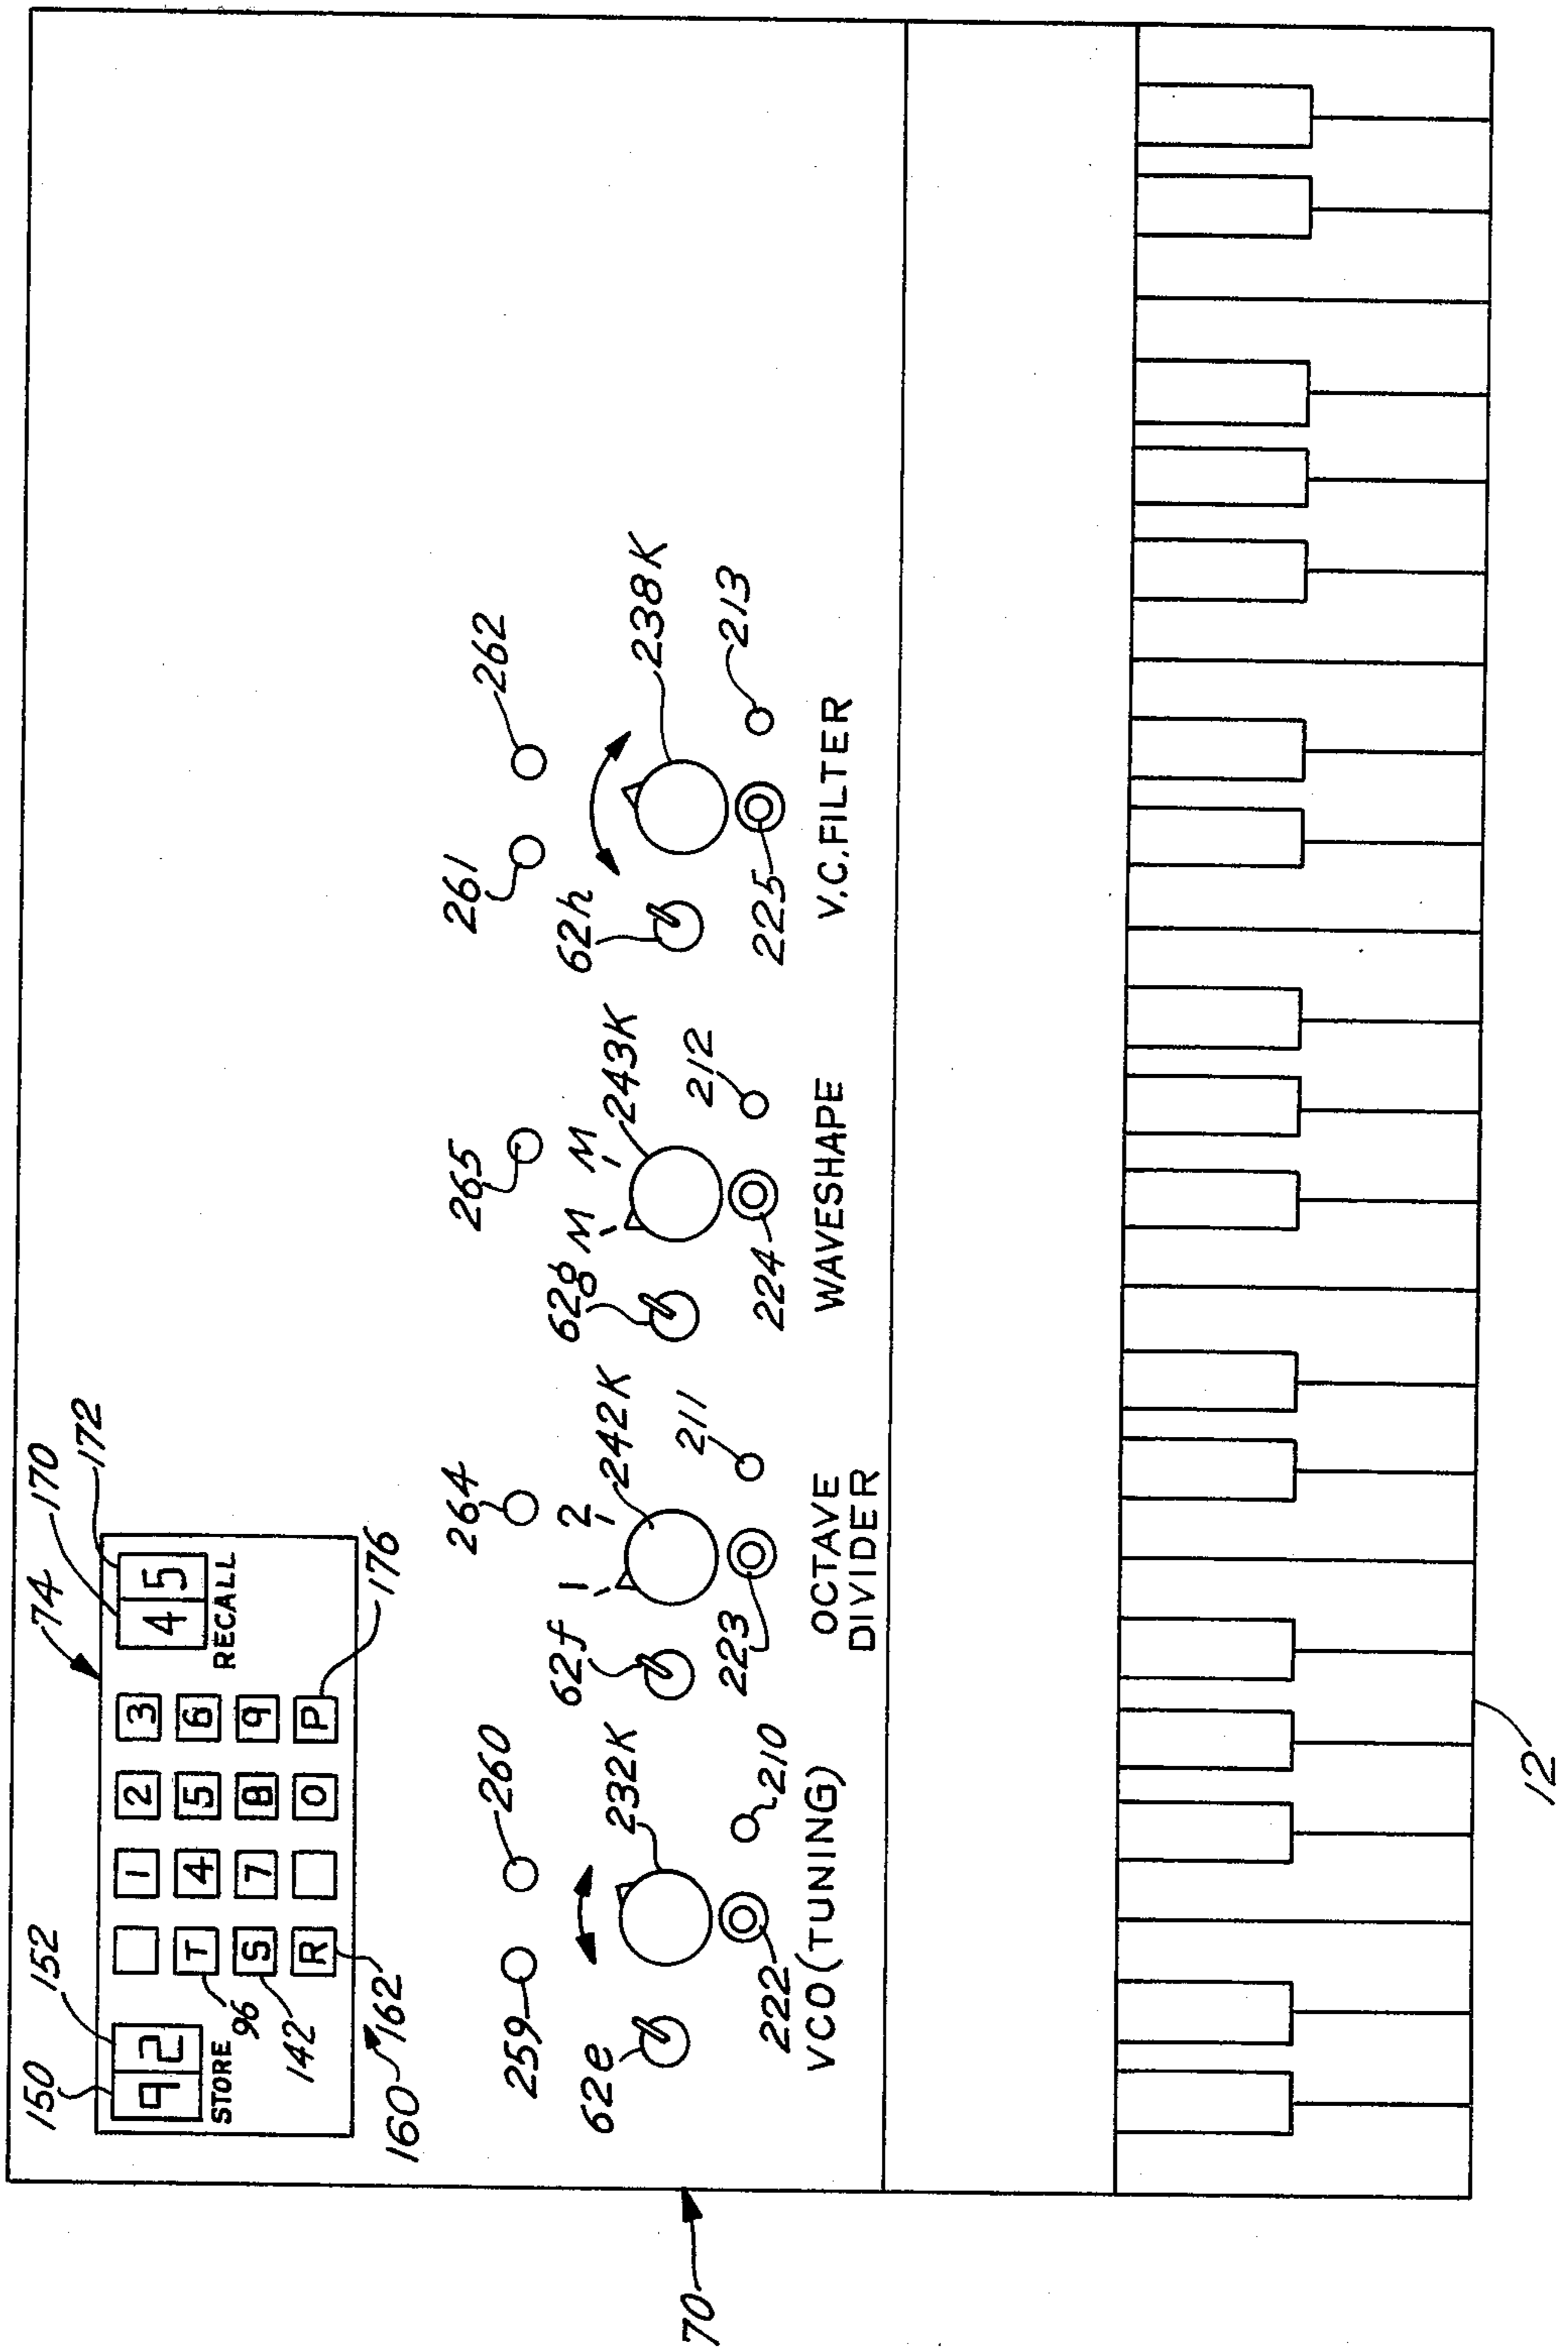 74
170
172
150
152
9 2
STORE
1 2 3
T 4 5 6
S 7 8 9
R 0 P
4 5
RECALL
96
142
160
162
176
259
260
264
265
261
262
62e
232K
62f
1 2
242K
62g
M M
243K
62h
238K
222
210
223
211
224
212
225
213
VCO (TUNING)
OCTAVE
DIVIDER
WAVESHAPE
V.C. FILTER
70
12